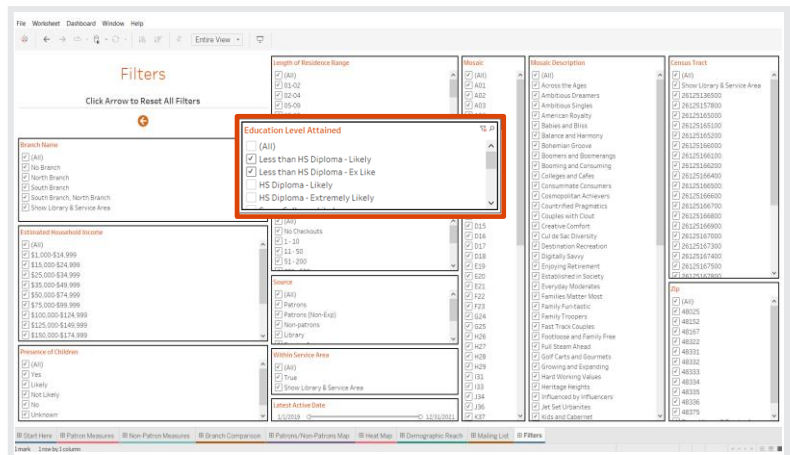 File Worksheet Dashboard Window Help
Entire View
Filters
Click Arrow to Reset All Filters
Branch Name
(All)
No Branch
North Branch
South Branch
South Branch, North Branch
Show Library & Service Area
Estimated Household Income
(All)
$1,000-$14,999
$15,000-$24,999
$25,000-$34,999
$35,000-$49,999
$50,000-$74,999
$75,000-$99,999
$100,000-$124,999
$125,000-$149,999
$150,000-$174,999
Presence of Children
(All)
Yes
Likely
Not Likely
No
Unknown
Length of Residence Range
(All)
01-02
02-04
05-09
Education Level Attained
(All)
Less than HS Diploma - Likely
Less than HS Diploma - Ex Like
HS Diploma - Likely
HS Diploma - Extremely Likely
(All)
No Checkouts
1-10
11-50
51-200
Source
(All)
Patrons
Patrons (Non-Exp)
Non-patrons
Library
Within Service Area
(All)
True
Show Library & Service Area
Latest Active Date
1/1/2019
12/31/2021
Mosaic
(All)
A01
A02
A03
D15
D16
D17
D18
E19
E20
E21
F22
F23
G24
G25
H26
H27
H28
H29
I31
I33
J34
J36
K37
Mosaic Description
(All)
Across the Ages
Ambitious Dreamers
Ambitious Singles
American Royalty
Babies and Bliss
Balance and Harmony
Bohemian Groove
Boomers and Boomerangs
Booming and Consuming
Colleges and Cafes
Consummate Consumers
Cosmopolitan Achievers
Countrified Pragmatics
Couples with Clout
Creative Comfort
Cul de Sac Diversity
Destination Recreation
Digitally Savvy
Enjoying Retirement
Established in Society
Everyday Moderates
Families Matter Most
Family Fun-tastic
Family Troopers
Fast Track Couples
Footloose and Family Free
Full Steam Ahead
Golf Carts and Gourmets
Growing and Expanding
Hard Working Values
Heritage Heights
Influenced by Influencers
Jet Set Urbanites
Kids and Cabernet
Census Tract
(All)
Show Library & Service Area
26125136500
26125157800
26125165000
26125165100
26125165200
26125166000
26125166100
26125166200
26125166400
26125166500
26125166600
26125166700
26125166800
26125166900
26125167000
26125167300
26125167400
26125167500
26125167800
Zip
(All)
48025
48152
48167
48322
48331
48332
48333
48334
48335
48336
48375
Start Here Patron Measures Non-Patron Measures Branch Comparison Patrons/Non-Patrons Map Heat Map Demographic Reach Mailing List Filters
1 mark 1 row by 1 column